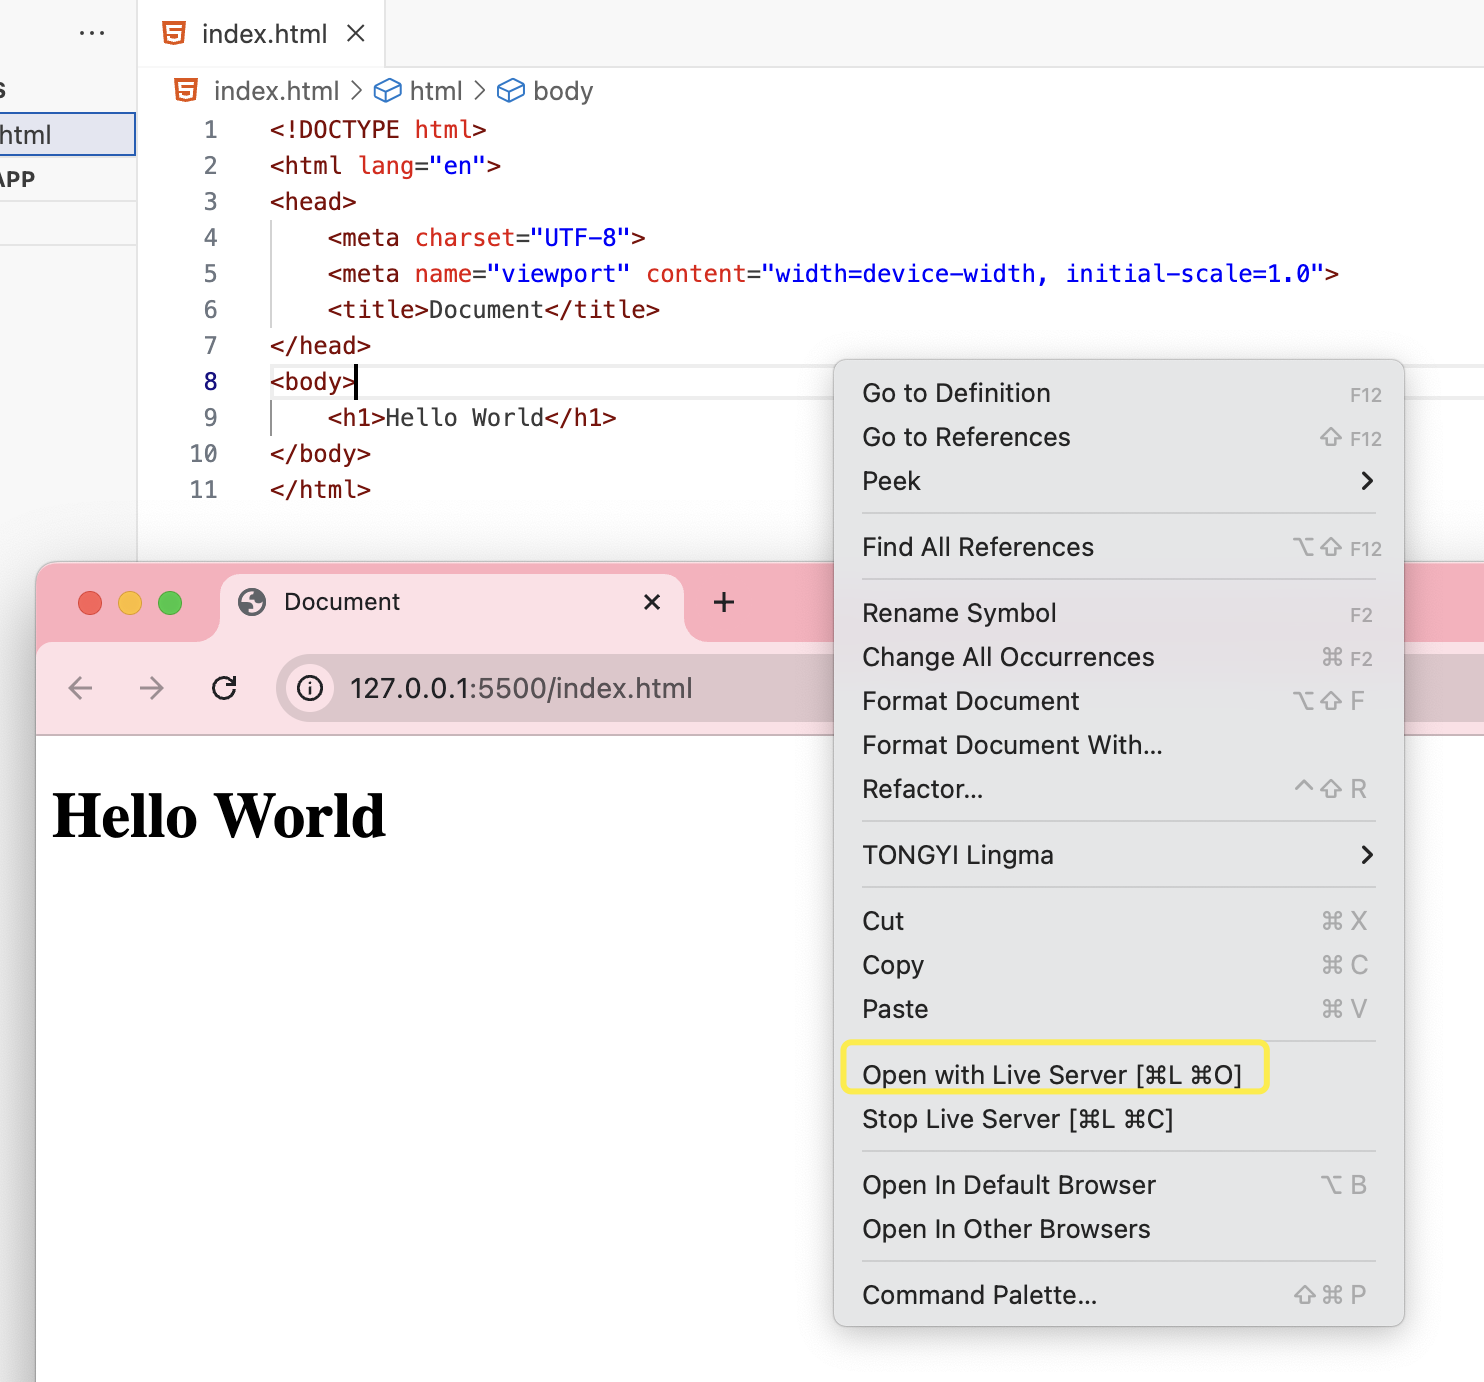 index.html
S
html
APP
index.html > html > body
1 <!DOCTYPE html>
2 <html lang="en">
3 <head>
4 <meta charset="UTF-8">
5 <meta name="viewport" content="width=device-width, initial-scale=1.0">
6 <title>Document</title>
7 </head>
8 <body>
9 <h1>Hello World</h1>
10 </body>
11 </html>
Document
127.0.0.1:5500/index.html
Hello World
Go to Definition F12
Go to References ⇧ F12
Peek
Find All References ⌥⇧ F12
Rename Symbol F2
Change All Occurrences ⌘ F2
Format Document ⌥⇧ F
Format Document With...
Refactor... ^⇧ R
TONGYI Lingma
Cut ⌘ X
Copy ⌘ C
Paste ⌘ V
Open with Live Server [⌘L ⌘O]
Stop Live Server [⌘L ⌘C]
Open In Default Browser ⌥ B
Open In Other Browsers
Command Palette... ⇧⌘ P